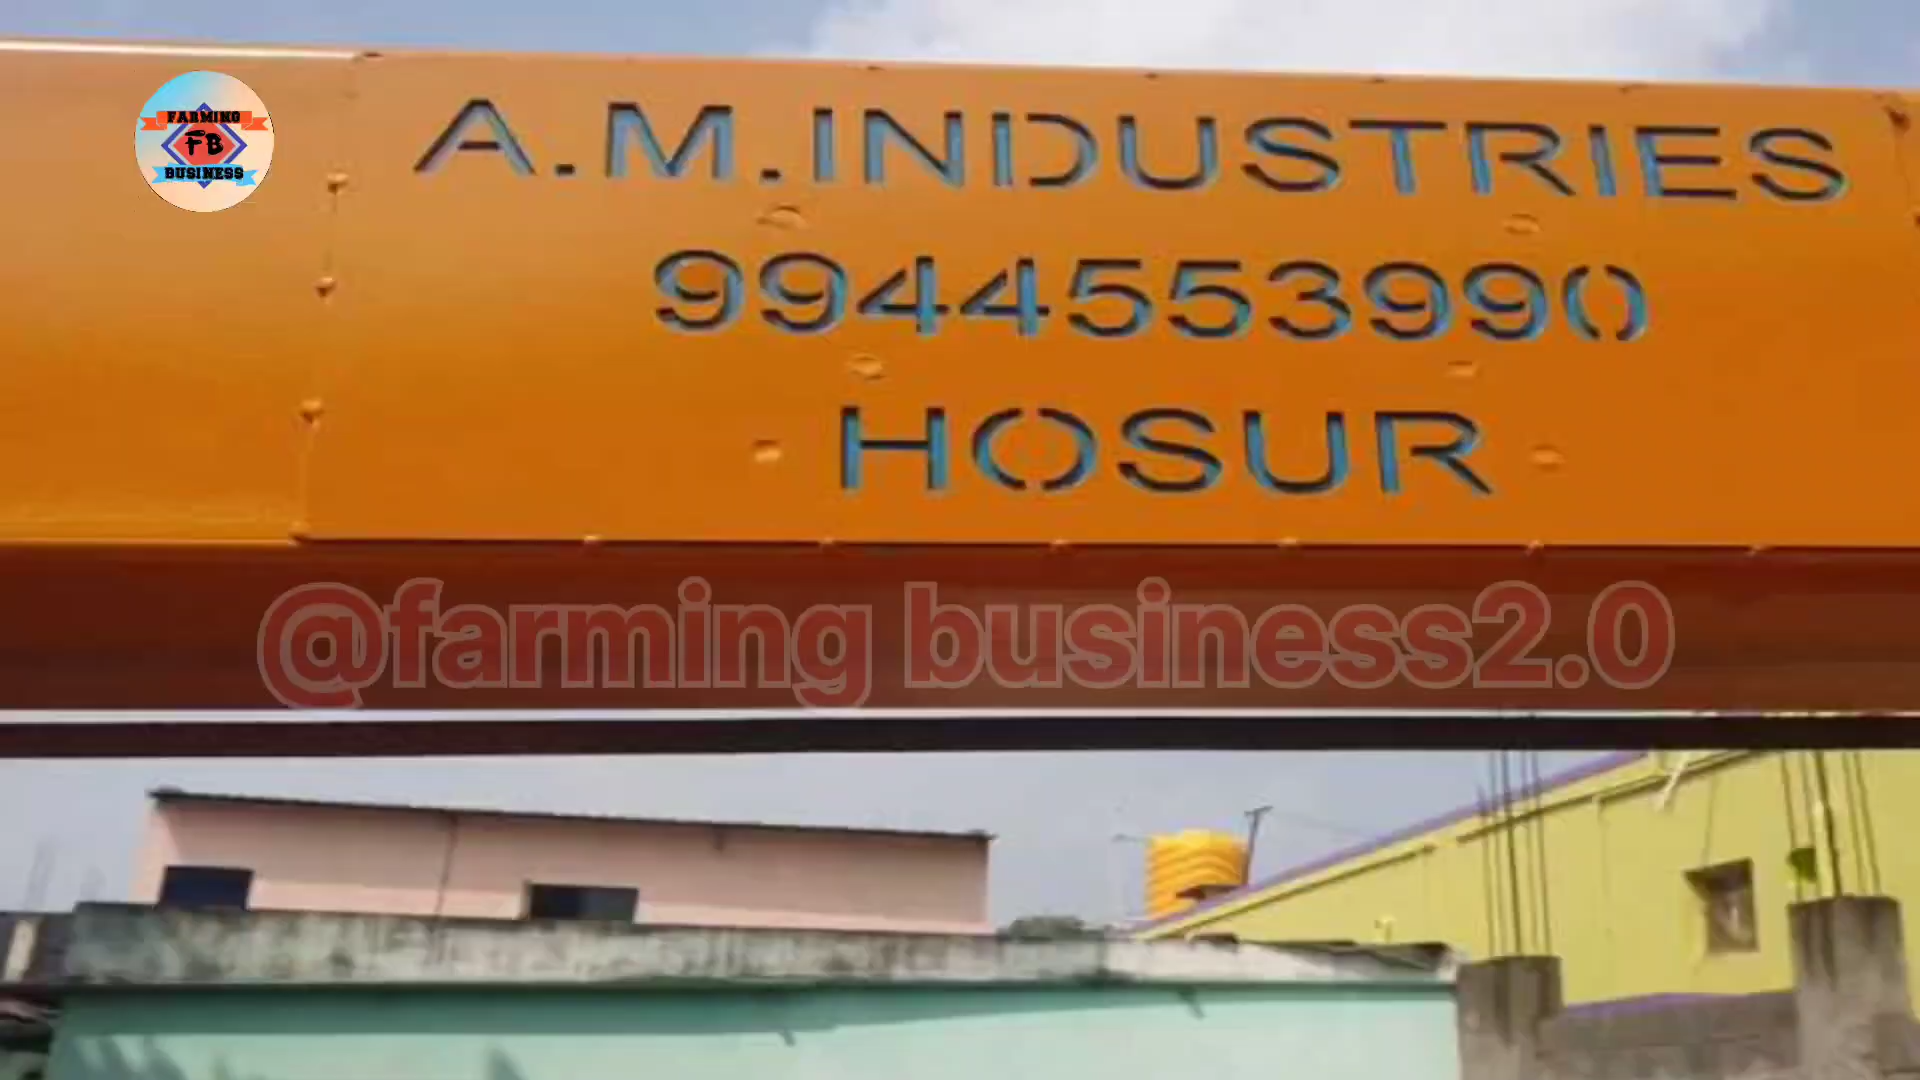 FARMING
FB
BUSINESS
A.M.INDUSTRIES
9944553990
HOSUR
@farming business2.0